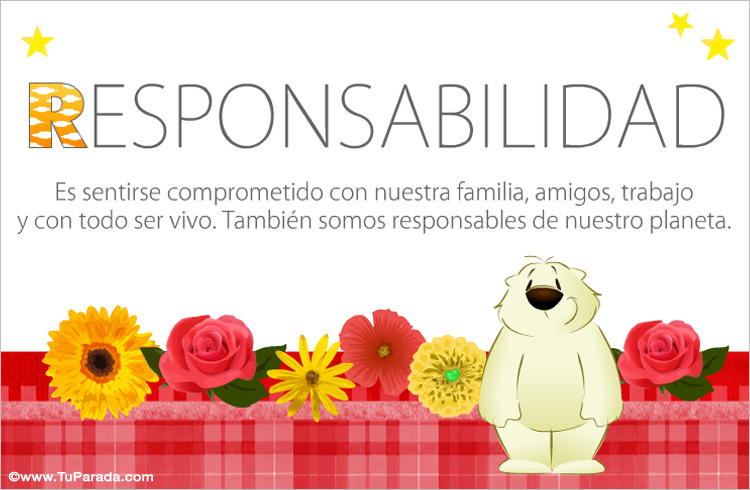 RESPONSABILIDAD
Es sentirse comprometido con nuestra familia, amigos, trabajo
y con todo ser vivo. También somos responsables de nuestro planeta.
©www.TuParada.com